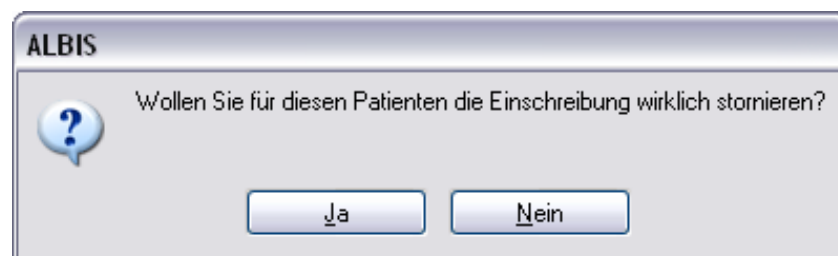 ALBIS
Wollen Sie für diesen Patienten die Einschreibung wirklich stornieren?
Ja
Nein